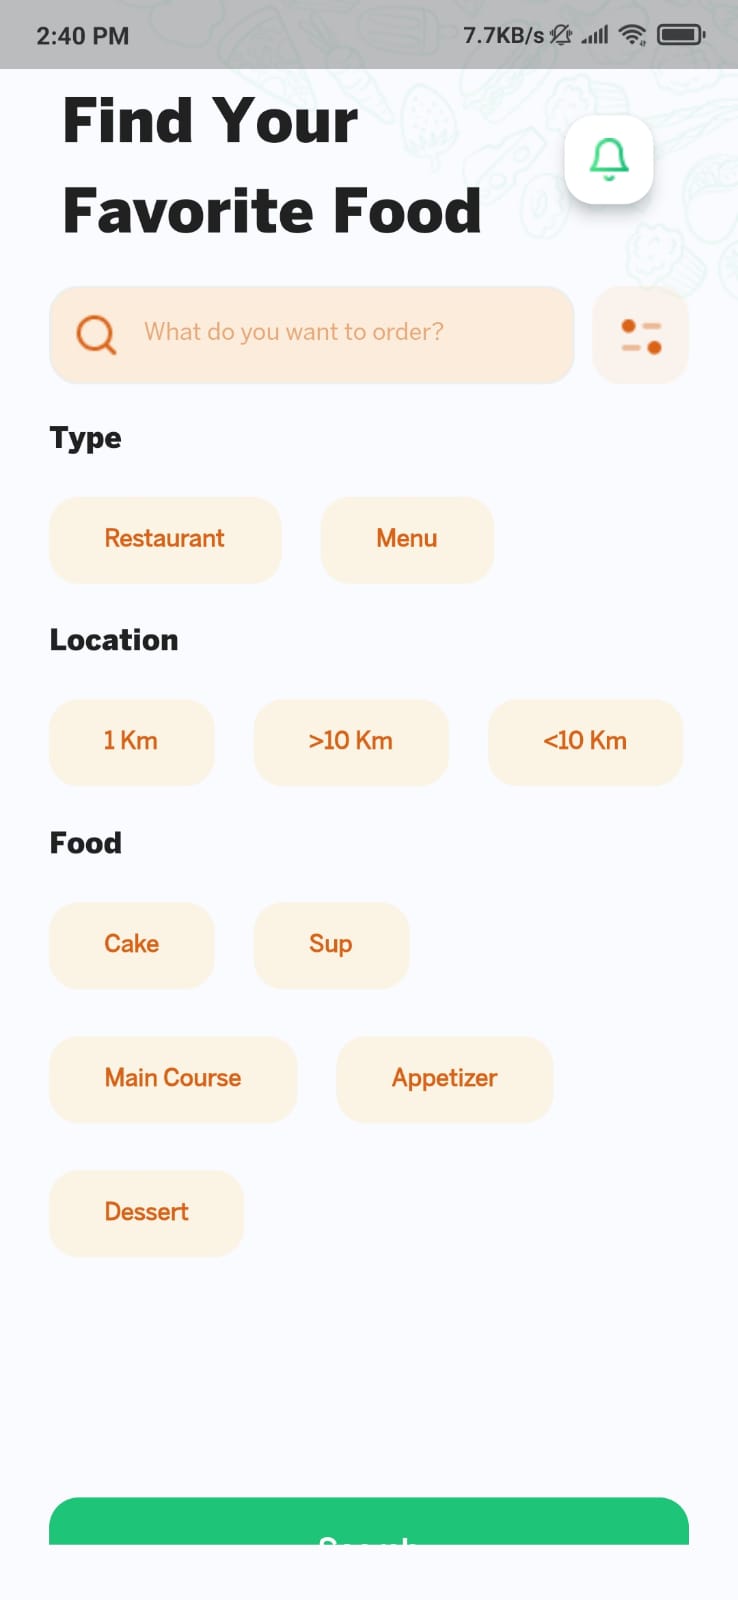 2:40 PM 7.7KB/s
Find Your
Favorite Food
What do you want to order?
Type
Restaurant Menu
Location
1 Km >10 Km <10 Km
Food
Cake Sup
Main Course Appetizer
Dessert